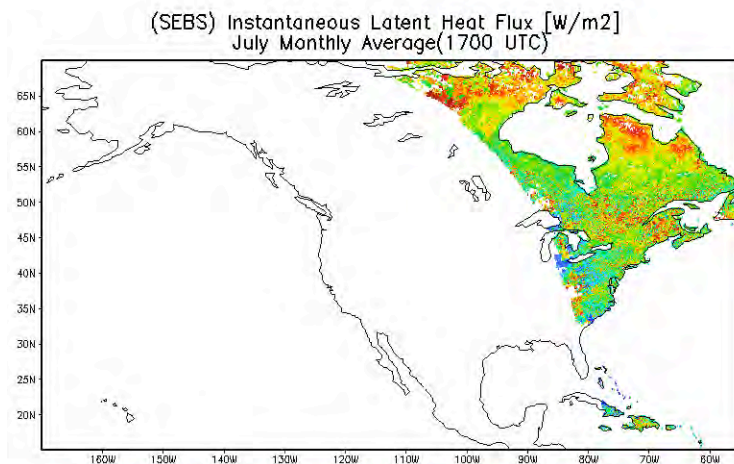 (SEBS) Instantaneous Latent Heat Flux [W/m2]
July Monthly Average(1700 UTC)
65N
60N
55N
50N
45N
40N
35N
30N
25N
20N
160W 150W 140W 130W 120W 110W 100W 90W 80W 70W 60W